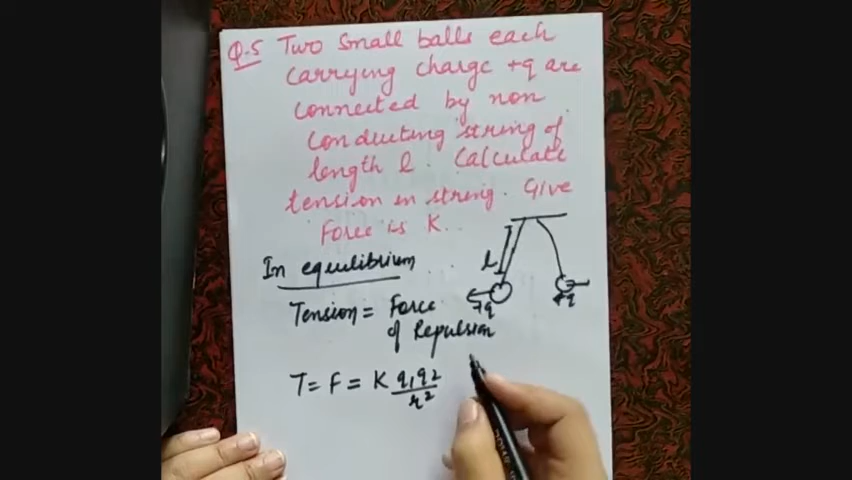 Q.5 Two small balls each
carrying charge +q are
connected by non
conducting string of
length l. Calculate
tension in string. Give
Force is K.
In equilibrium
Tension = Force
of Repulsion
l
+q
+q
T = F = K q1q2
r²